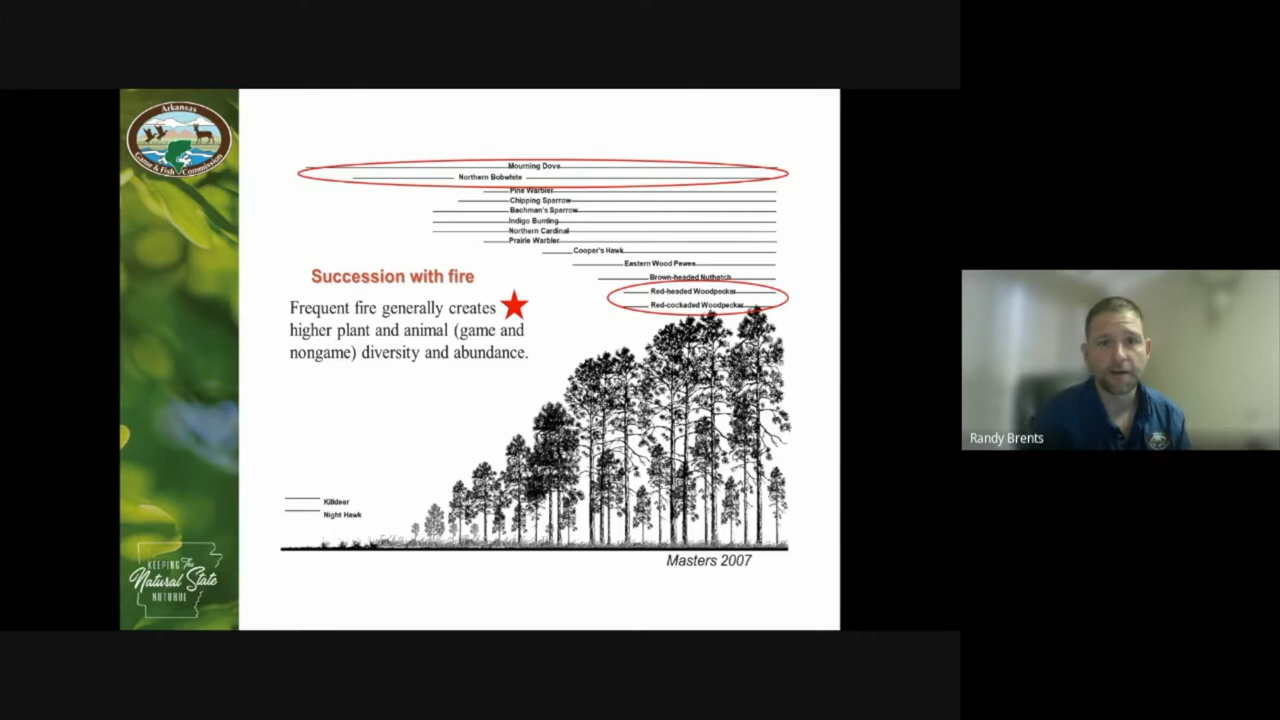 Arkansas
Game & Fish Commission
Mourning Dove
Northern Bobwhite
Pine Warbler
Chipping Sparrow
Bachman's Sparrow
Indigo Bunting
Northern Cardinal
Prairie Warbler
Cooper's Hawk
Eastern Wood Pewee
Brown-headed Nuthatch
Red-headed Woodpecker
Red-cockaded Woodpecker
Succession with fire
Frequent fire generally creates
higher plant and animal (game and
nongame) diversity and abundance.
Killdeer
Night Hawk
Masters 2007
KEEPING The
Natural State
NATURAL
Randy Brents